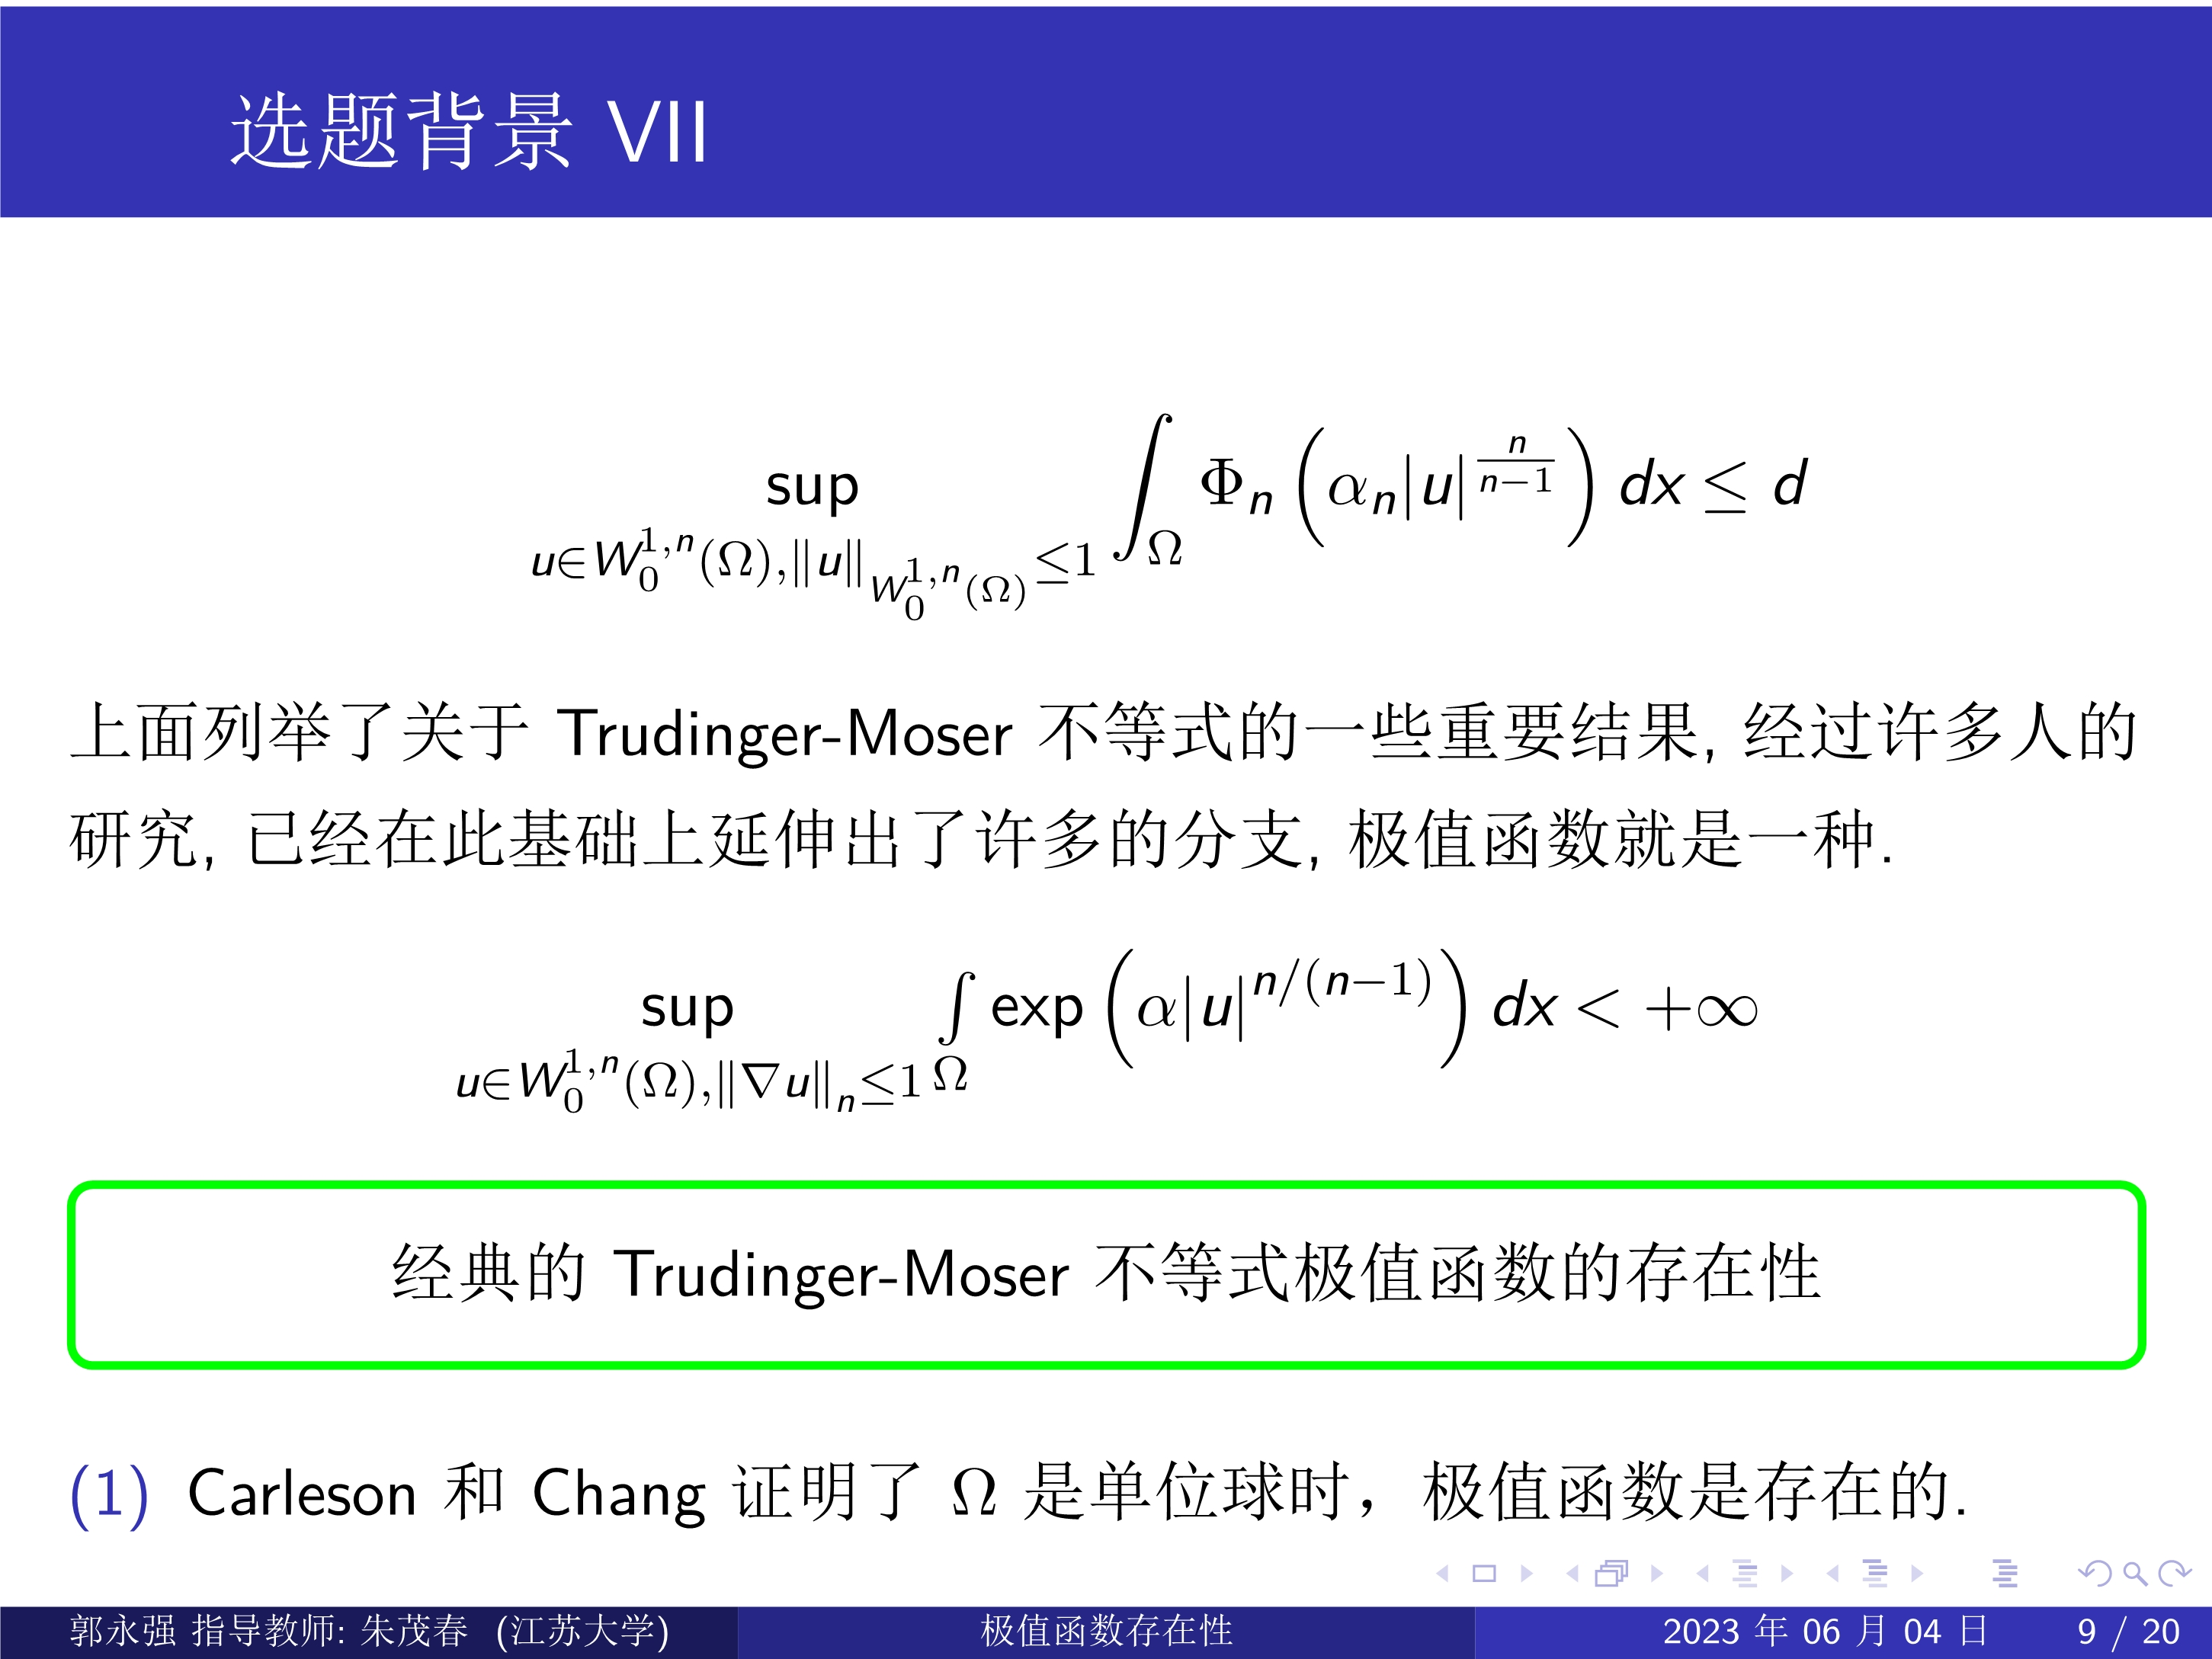 选题背景 VII
sup_{u∈W_0^{1,n}(Ω),‖u‖_{W_0^{1,n}(Ω)}≤1} ∫_Ω Φ_n (α_n|u|^{\frac{n}{n−1}}) dx ≤ d
上面列举了关于 Trudinger-Moser 不等式的一些重要结果, 经过许多人的
研究, 已经在此基础上延伸出了许多的分支, 极值函数就是一种.
sup_{u∈W_0^{1,n}(Ω),‖∇u‖_n≤1} ∫_Ω exp (α|u|^{n/(n−1)}) dx < +∞
经典的 Trudinger-Moser 不等式极值函数的存在性
(1) Carleson 和 Chang 证明了 Ω 是单位球时，极值函数是存在的.
郭永强 指导教师: 朱茂春 (江苏大学) 极值函数存在性 2023 年 06 月 04 日 9 / 20